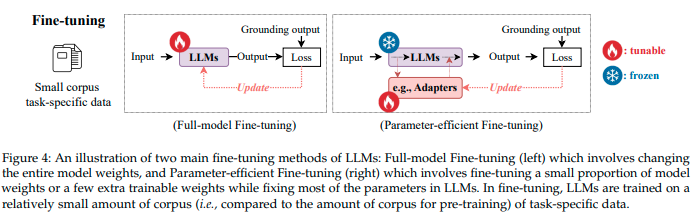 Fine-tuning
Small corpus
task-specific data
Grounding output
Input
LLMs
Output
Loss
Update
(Full-model Fine-tuning)
Grounding output
Input
LLMs
Output
Loss
e.g., Adapters
Update
(Parameter-efficient Fine-tuning)
: tunable
: frozen
Figure 4: An illustration of two main fine-tuning methods of LLMs: Full-model Fine-tuning (left) which involves changing
the entire model weights, and Parameter-efficient Fine-tuning (right) which involves fine-tuning a small proportion of model
weights or a few extra trainable weights while fixing most of the parameters in LLMs. In fine-tuning, LLMs are trained on a
relatively small amount of corpus (i.e., compared to the amount of corpus for pre-training) of task-specific data.